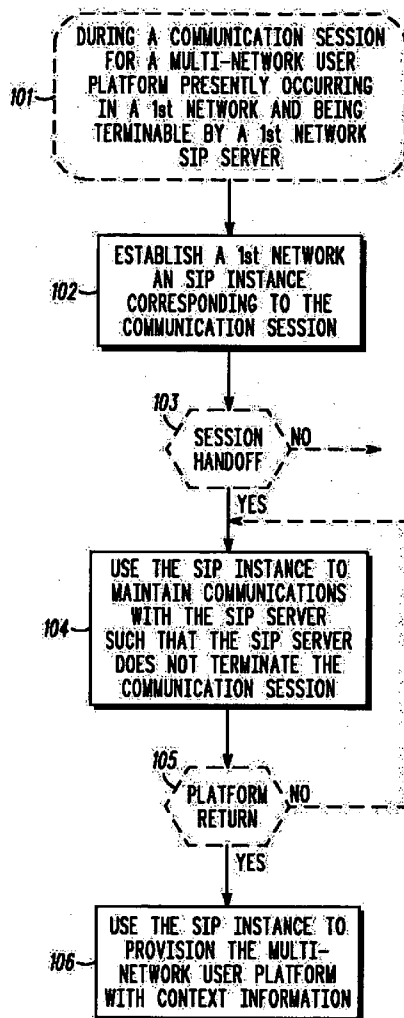 DURING A COMMUNICATION SESSION
FOR A MULTI-NETWORK USER
PLATFORM PRESENTLY OCCURRING
IN A 1st NETWORK AND BEING
TERMINABLE BY A 1st NETWORK
SIP SERVER
101
ESTABLISH A 1st NETWORK
AN SIP INSTANCE
CORRESPONDING TO THE
COMMUNICATION SESSION
102
103
SESSION
HANDOFF
NO
YES
USE THE SIP INSTANCE TO
MAINTAIN COMMUNICATIONS
WITH THE SIP SERVER
SUCH THAT THE SIP SERVER
DOES NOT TERMINATE THE
COMMUNICATION SESSION
104
105
PLATFORM
RETURN
NO
YES
USE THE SIP INSTANCE TO
PROVISION THE MULTI-
NETWORK USER PLATFORM
WITH CONTEXT INFORMATION
106